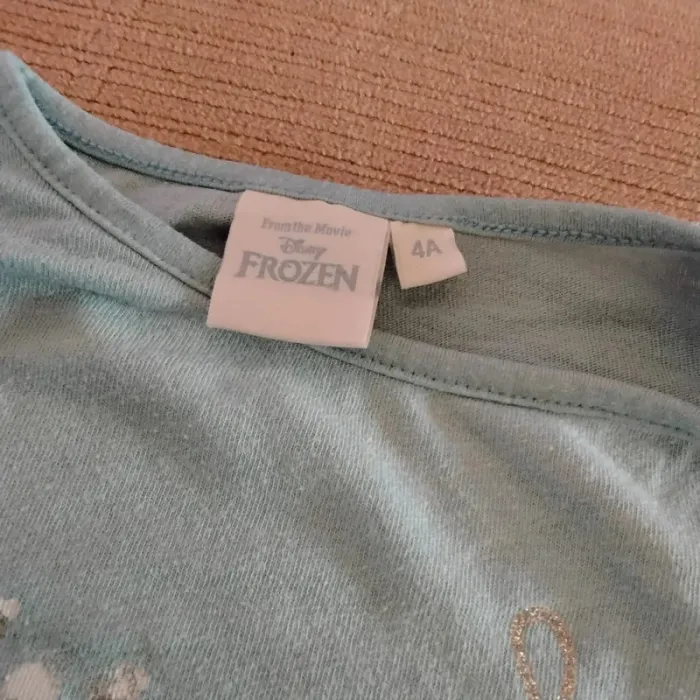 From the Movie
Disney
FROZEN
4A